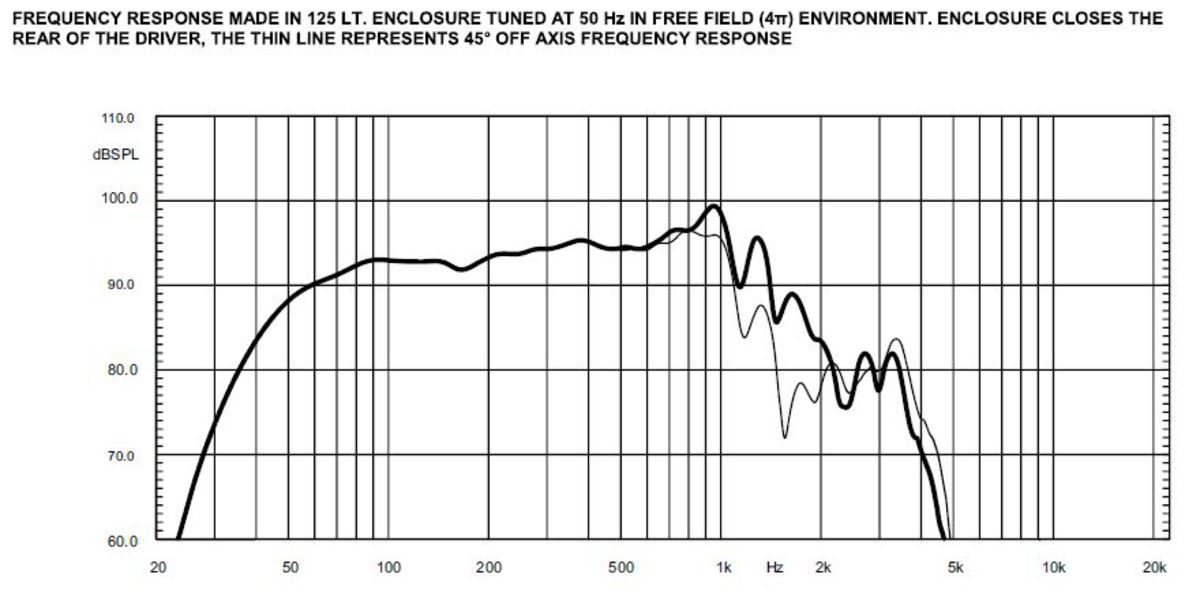 FREQUENCY RESPONSE MADE IN 125 LT. ENCLOSURE TUNED AT 50 Hz IN FREE FIELD (4π) ENVIRONMENT. ENCLOSURE CLOSES THE
REAR OF THE DRIVER, THE THIN LINE REPRESENTS 45° OFF AXIS FREQUENCY RESPONSE
110.0
dBSPL
100.0
90.0
80.0
70.0
60.0
20 50 100 200 500 1k Hz 2k 5k 10k 20k